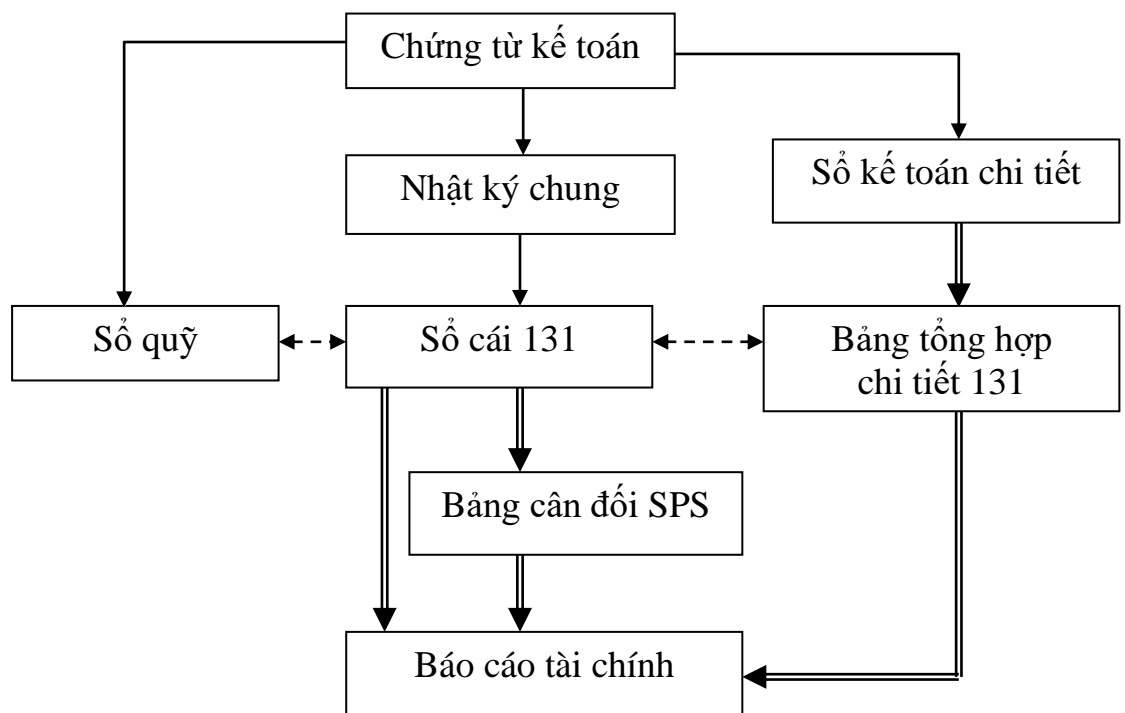 Chứng từ kế toán
Nhật ký chung
Sổ kế toán chi tiết
Sổ quỹ
Sổ cái 131
Bảng tổng hợp
chi tiết 131
Bảng cân đối SPS
Báo cáo tài chính